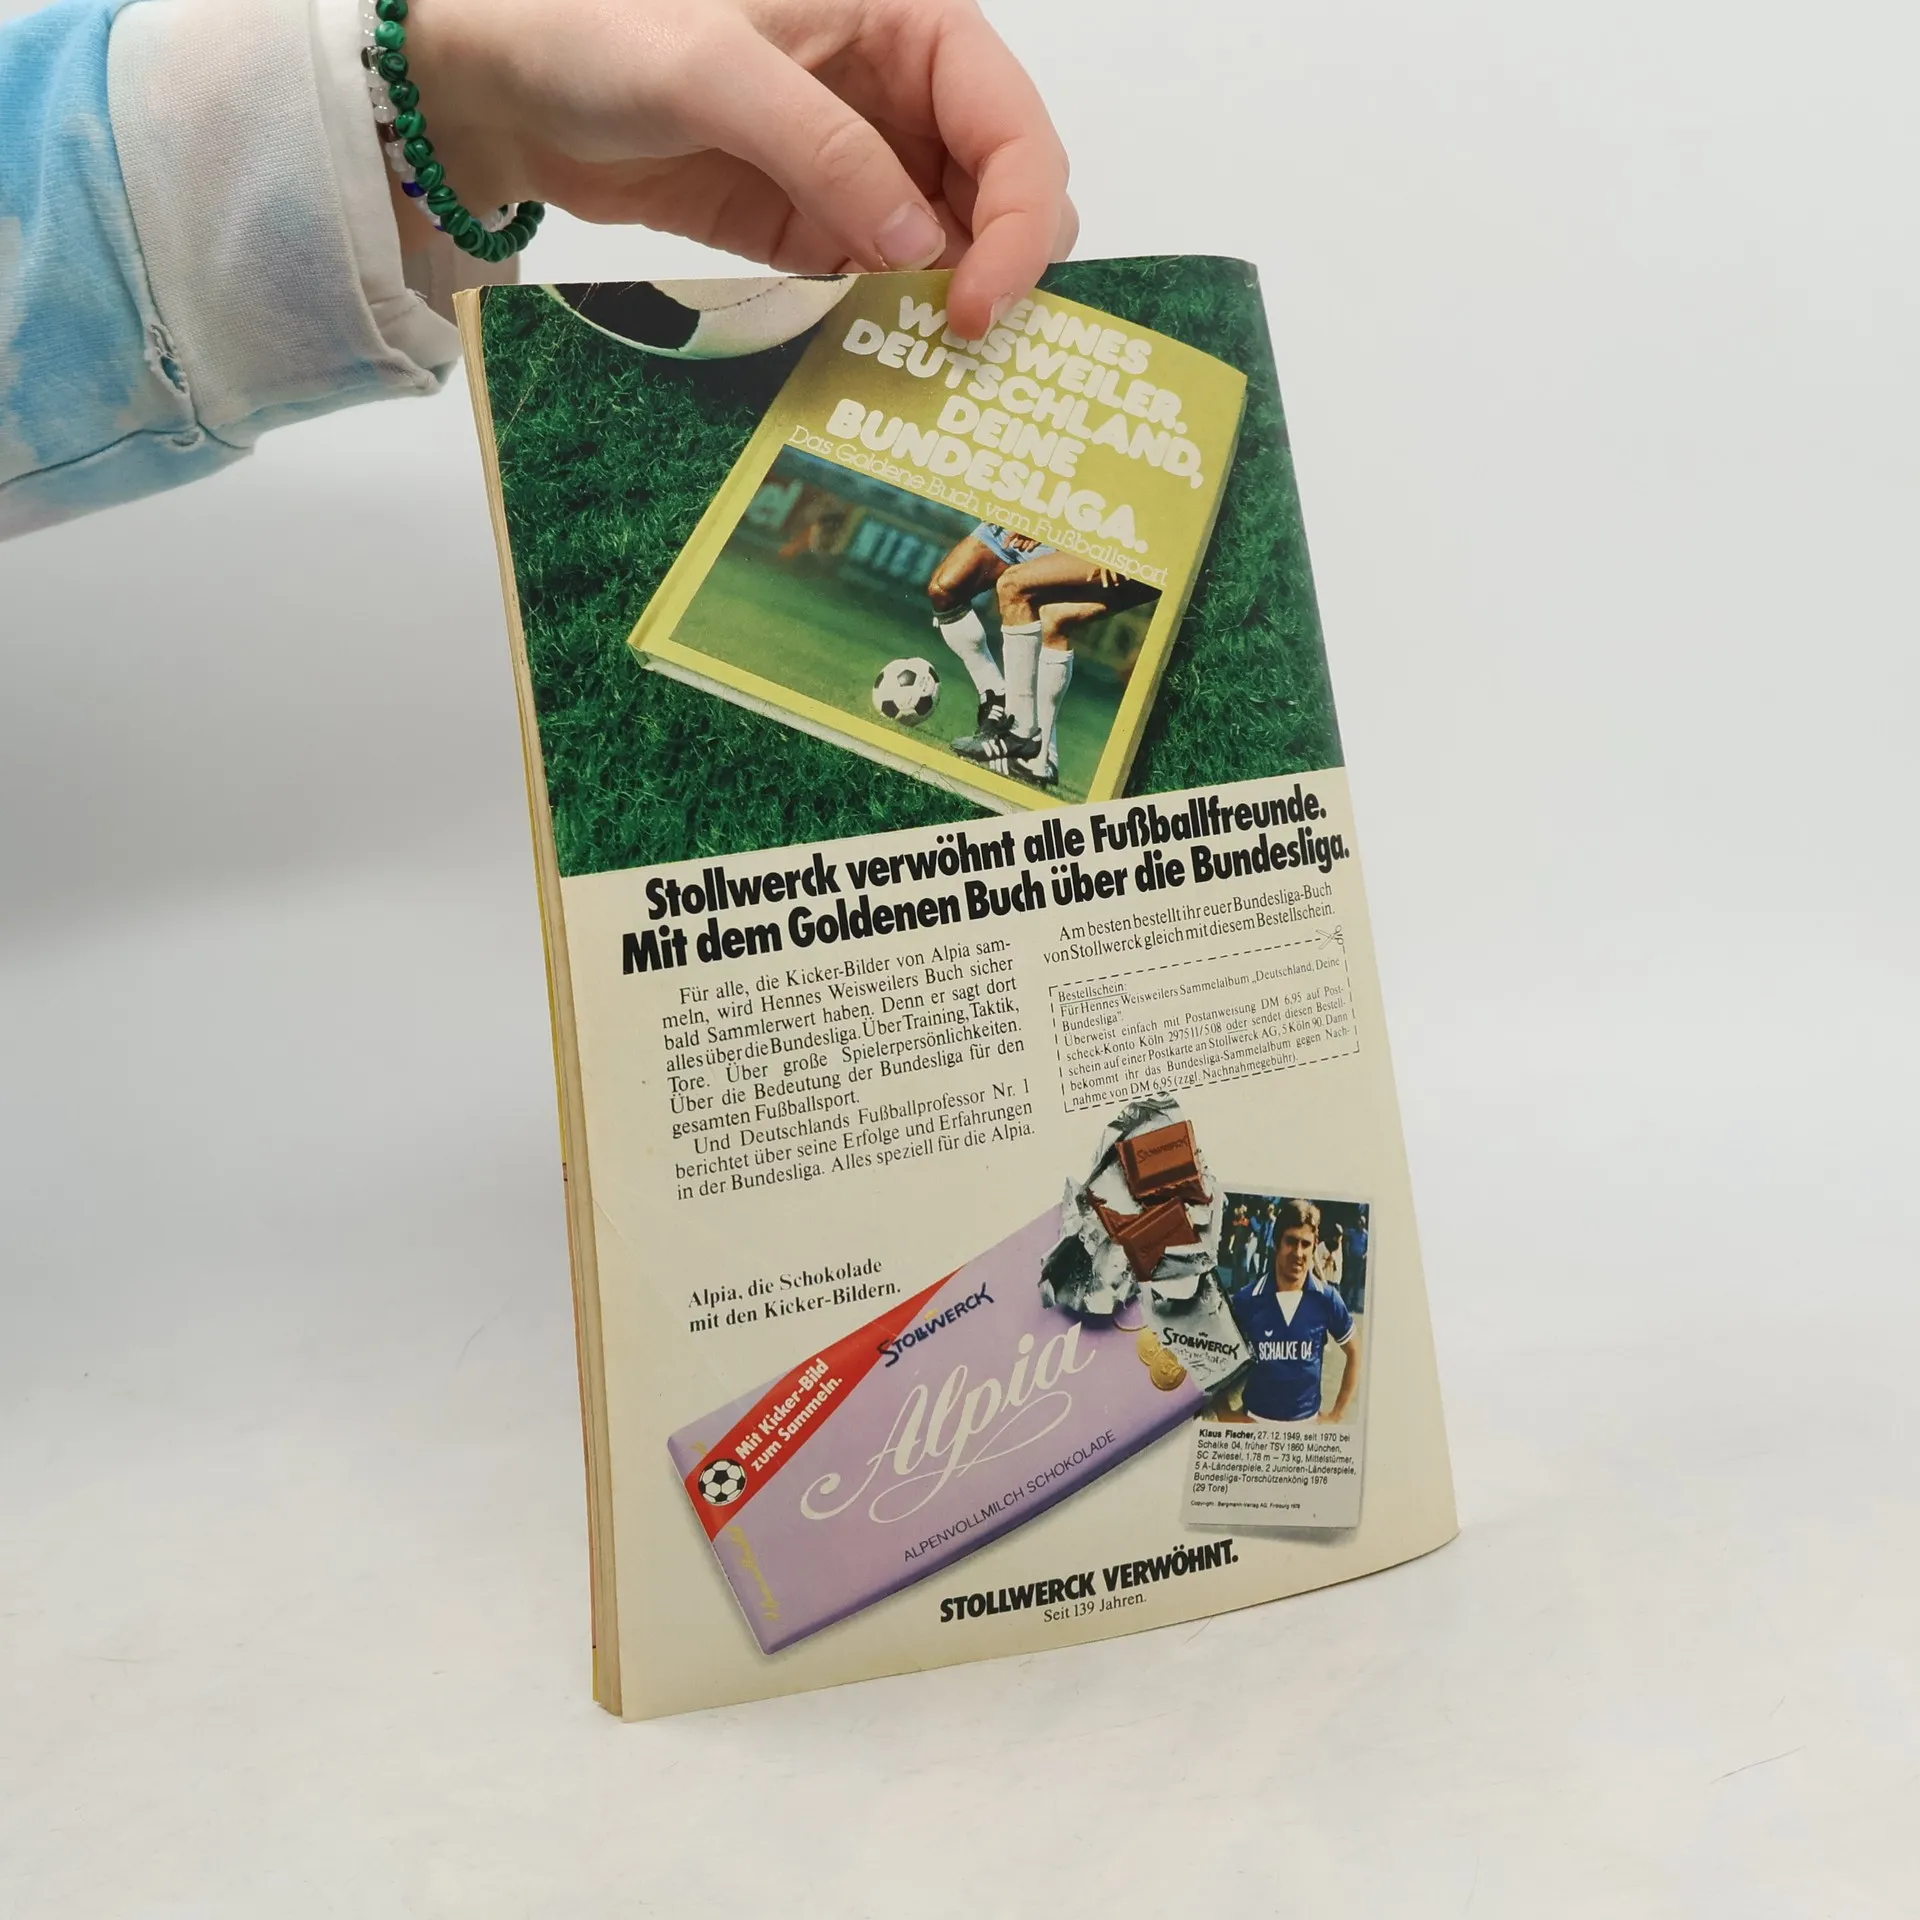 HENNES
WEISWEILER.
DEUTSCHLAND,
DEINE
BUNDESLIGA.
Das Goldene Buch vom Fußballsport
Stollwerck verwöhnt alle Fußballfreunde.
Mit dem Goldenen Buch über die Bundesliga.
Für alle, die Kicker-Bilder von Alpia sam-
meln, wird Hennes Weisweilers Buch sicher
bald Sammlerwert haben. Denn er sagt dort
alles über die Bundesliga. Über Training, Taktik,
Tore. Über große Spielerpersönlichkeiten.
Über die Bedeutung der Bundesliga für den
gesamten Fußballsport.
Und Deutschlands Fußballprofessor Nr. 1
berichtet über seine Erfolge und Erfahrungen
in der Bundesliga. Alles speziell für die Alpia.
Am besten bestellt ihr euer Bundesliga-Buch
von Stollwerck gleich mit diesem Bestellschein.
Bestellschein:
Für Hennes Weisweilers Sammelalbum „Deutschland, Deine
Bundesliga".
Überweist einfach mit Postanweisung DM 6,95 auf Post-
scheck-Konto Köln 297511/508 oder sendet diesen Bestell-
schein auf einer Postkarte an Stollwerck AG, 5 Köln 90. Dann
bekommt ihr das Bundesliga-Sammelalbum gegen Nach-
nahme von DM 6,95 (zzgl. Nachnahmegebühr).
Alpia, die Schokolade
mit den Kicker-Bildern.
Mit Kicker-Bild
zum Sammeln.
STOLLWERCK
Alpia
ALPENVOLLMILCH SCHOKOLADE
STOLLWERCK
STOLLWERCK
SCHALKE 04
Klaus Fischer, 27. 12. 1949, seit 1970 bei
Schalke 04, früher TSV 1860 München,
SC Zwiesel, 1,78 m – 73 kg, Mittelstürmer,
5 A-Länderspiele, 2 Junioren-Länderspiele,
Bundesliga-Torschützenkönig 1976
(29 Tore)
Copyright: Bergmann-Verlag AG, Freiburg 1978
STOLLWERCK VERWÖHNT.
Seit 139 Jahren.